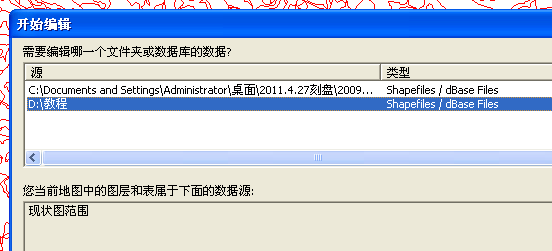 开始编辑
需要编辑哪一个文件夹或数据库的数据?
源 类型
C:\Documents and Settings\Administrator\桌面\2011.4.27刻盘\2009... Shapefiles / dBase Files
D:\教程 Shapefiles / dBase Files
您当前地图中的图层和表属于下面的数据源:
现状图范围